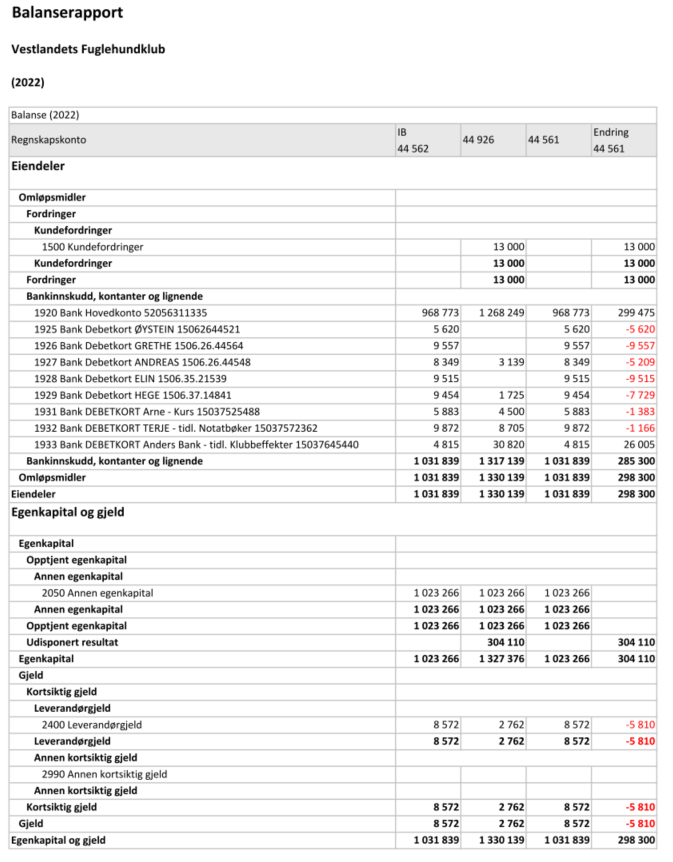 Balanserapport
Vestlandets Fuglehundklub
(2022)
Balanse (2022)
Regnskapskonto IB 44 562 44 926 44 561 Endring 44 561
Eiendeler
Omløpsmidler
Fordringer
Kundefordringer
1500 Kundefordringer 13 000 13 000
Kundefordringer 13 000 13 000
Fordringer 13 000 13 000
Bankinnskudd, kontanter og lignende
1920 Bank Hovedkonto 52056311335 968 773 1 268 249 968 773 299 475
1925 Bank Debetkort ØYSTEIN 15062644521 5 620 5 620 -5 620
1926 Bank Debetkort GRETHE 1506.26.44564 9 557 9 557 -9 557
1927 Bank Debetkort ANDREAS 1506.26.44548 8 349 3 139 8 349 -5 209
1928 Bank Debetkort ELIN 1506.35.21539 9 515 9 515 -9 515
1929 Bank Debetkort HEGE 1506.37.14841 9 454 1 725 9 454 -7 729
1931 Bank DEBETKORT Arne - Kurs 15037525488 5 883 4 500 5 883 -1 383
1932 Bank DEBETKORT TERJE - tidl. Notatbøker 15037572362 9 872 8 705 9 872 -1 166
1933 Bank DEBETKORT Anders Bank - tidl. Klubbeffekter 15037645440 4 815 30 820 4 815 26 005
Bankinnskudd, kontanter og lignende 1 031 839 1 317 139 1 031 839 285 300
Omløpsmidler 1 031 839 1 330 139 1 031 839 298 300
Eiendeler 1 031 839 1 330 139 1 031 839 298 300
Egenkapital og gjeld
Egenkapital
Opptjent egenkapital
Annen egenkapital
2050 Annen egenkapital 1 023 266 1 023 266 1 023 266
Annen egenkapital 1 023 266 1 023 266 1 023 266
Opptjent egenkapital 1 023 266 1 023 266 1 023 266
Udisponert resultat 304 110 304 110
Egenkapital 1 023 266 1 327 376 1 023 266 304 110
Gjeld
Kortsiktig gjeld
Leverandørgjeld
2400 Leverandørgjeld 8 572 2 762 8 572 -5 810
Leverandørgjeld 8 572 2 762 8 572 -5 810
Annen kortsiktig gjeld
2990 Annen kortsiktig gjeld
Annen kortsiktig gjeld
Kortsiktig gjeld 8 572 2 762 8 572 -5 810
Gjeld 8 572 2 762 8 572 -5 810
Egenkapital og gjeld 1 031 839 1 330 139 1 031 839 298 300